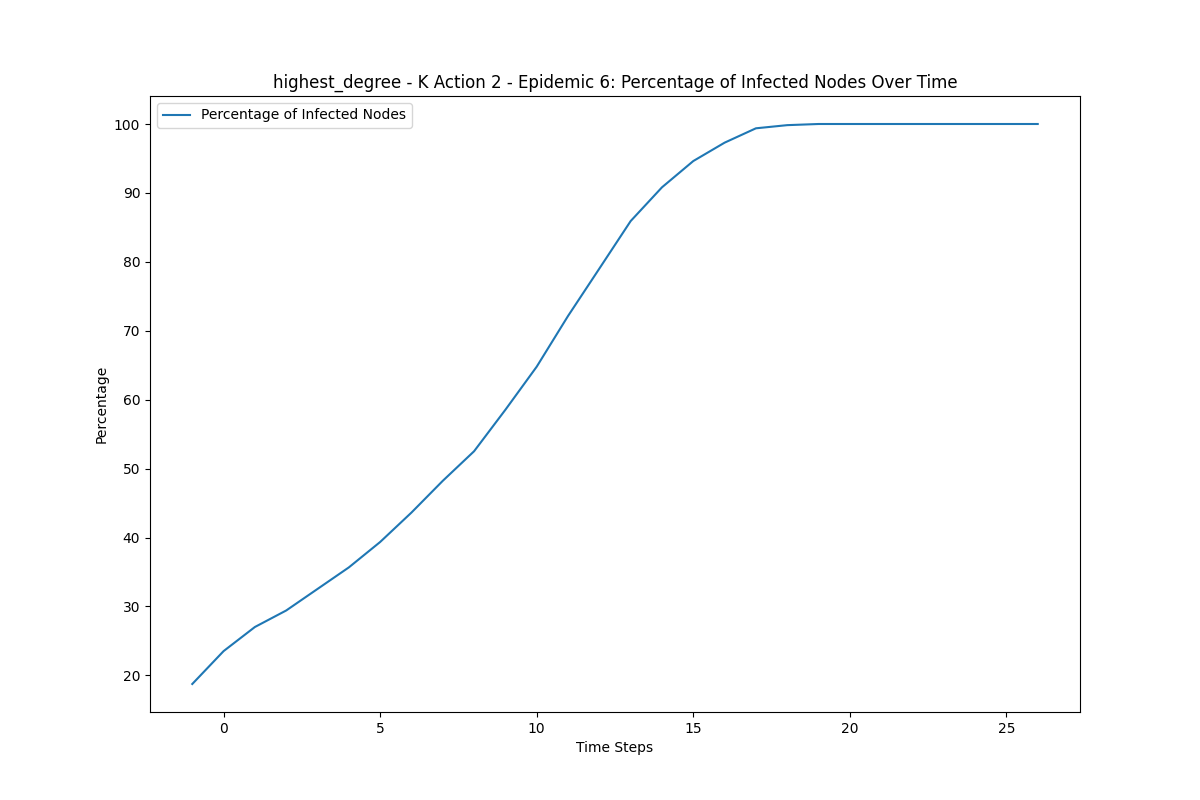 highest_degree - K Action 2 - Epidemic 6: Percentage of Infected Nodes Over Time
Percentage of Infected Nodes
100
90
80
70
60
50
40
30
20
Percentage
0 5 10 15 20 25
Time Steps